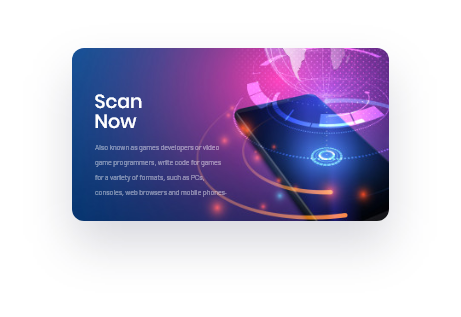 Scan
Now
Also known as games developers or video
game programmers, write code for games
for a variety of formats, such as PCs,
consoles, web browsers and mobile phones.